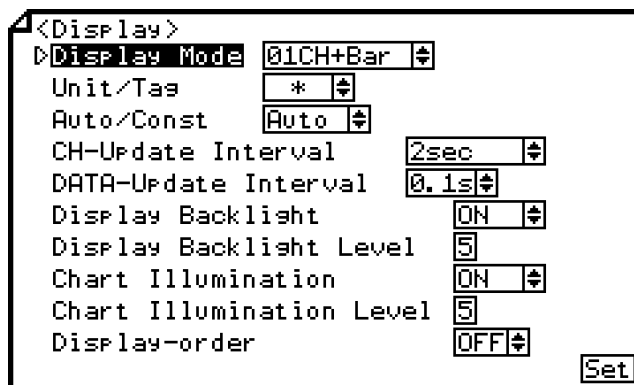 <Display>
Display Mode 01CH+Bar
Unit/Tag *
Auto/Const Auto
CH-Update Interval 2sec
DATA-Update Interval 0.1s
Display Backlight ON
Display Backlight Level 5
Chart Illumination ON
Chart Illumination Level 5
Display-order OFF
Set